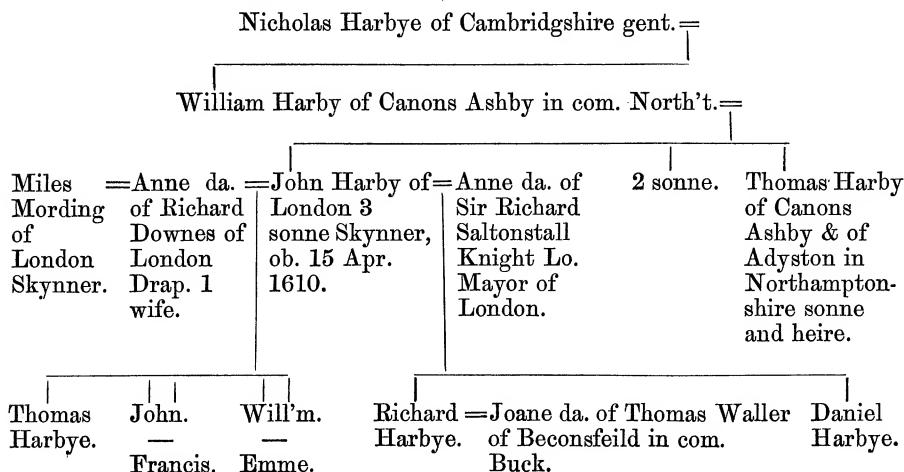 Nicholas Harbye of Cambridgshire gent.=
William Harby of Canons Ashby in com. North't.=
Miles
Mording
of
London
Skynner.
=Anne da.
of Richard
Downes of
London
Drap. 1
wife.
=John Harby of
London 3
sonne Skynner,
ob. 15 Apr.
1610.
=Anne da. of
Sir Richard
Saltonstall
Knight Lo.
Mayor of
London.
2 sonne.
Thomas Harby
of Canons
Ashby & of
Adyston in
Northampton-
shire sonne
and heire.
Thomas
Harbye.
John.
—
Francis.
Will'm.
—
Emme.
Richard
Harbye.
=Joane da. of Thomas Waller
of Beconsfeild in com.
Buck.
Daniel
Harbye.